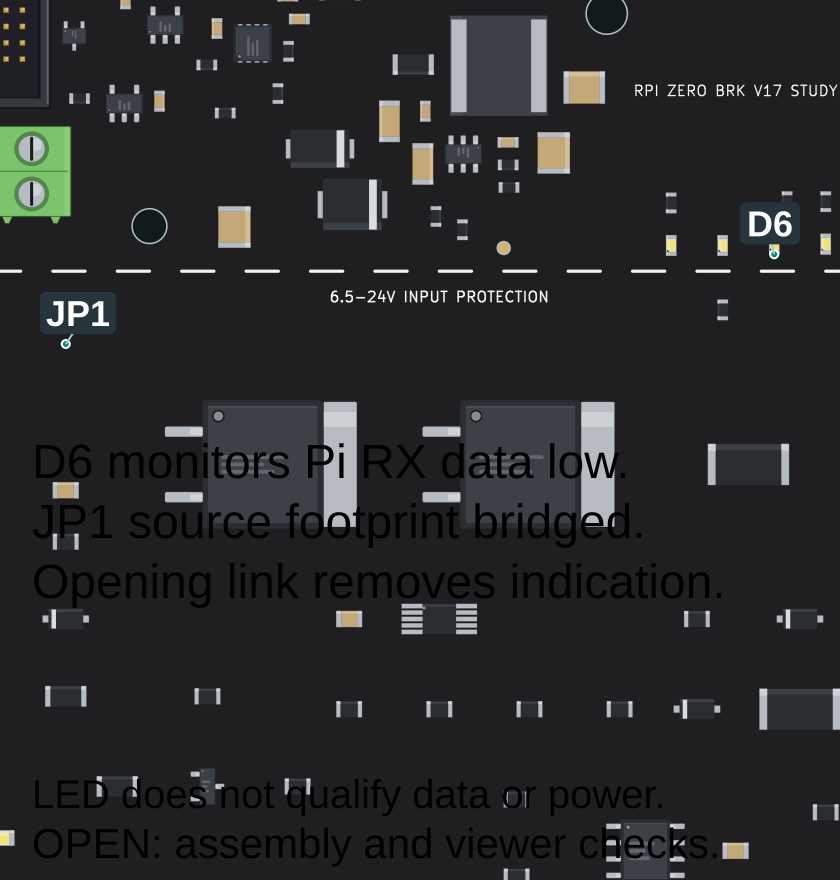 RPI ZERO BRK V17 STUDY
D6
6.5–24V INPUT PROTECTION
JP1
D6 monitors Pi RX data low.
JP1 source footprint bridged.
Opening link removes indication.
LED does not qualify data or power.
OPEN: assembly and viewer checks.